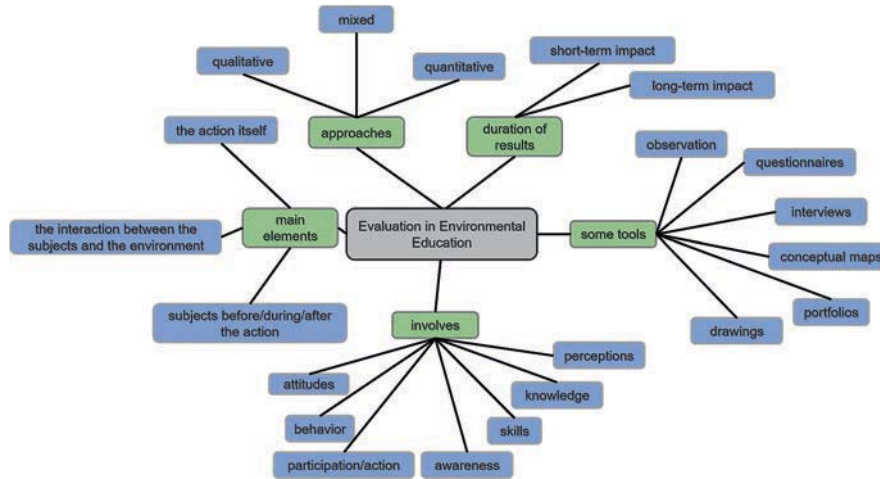 mixed
qualitative
quantitative
short-term impact
long-term impact
the action itself
approaches
duration of
results
observation
questionnaires
interviews
conceptual maps
portfolios
drawings
some tools
Evaluation in Environmental
Education
main
elements
the interaction between the
subjects and the environment
subjects before/during/after
the action
involves
perceptions
knowledge
skills
awareness
participation/action
behavior
attitudes